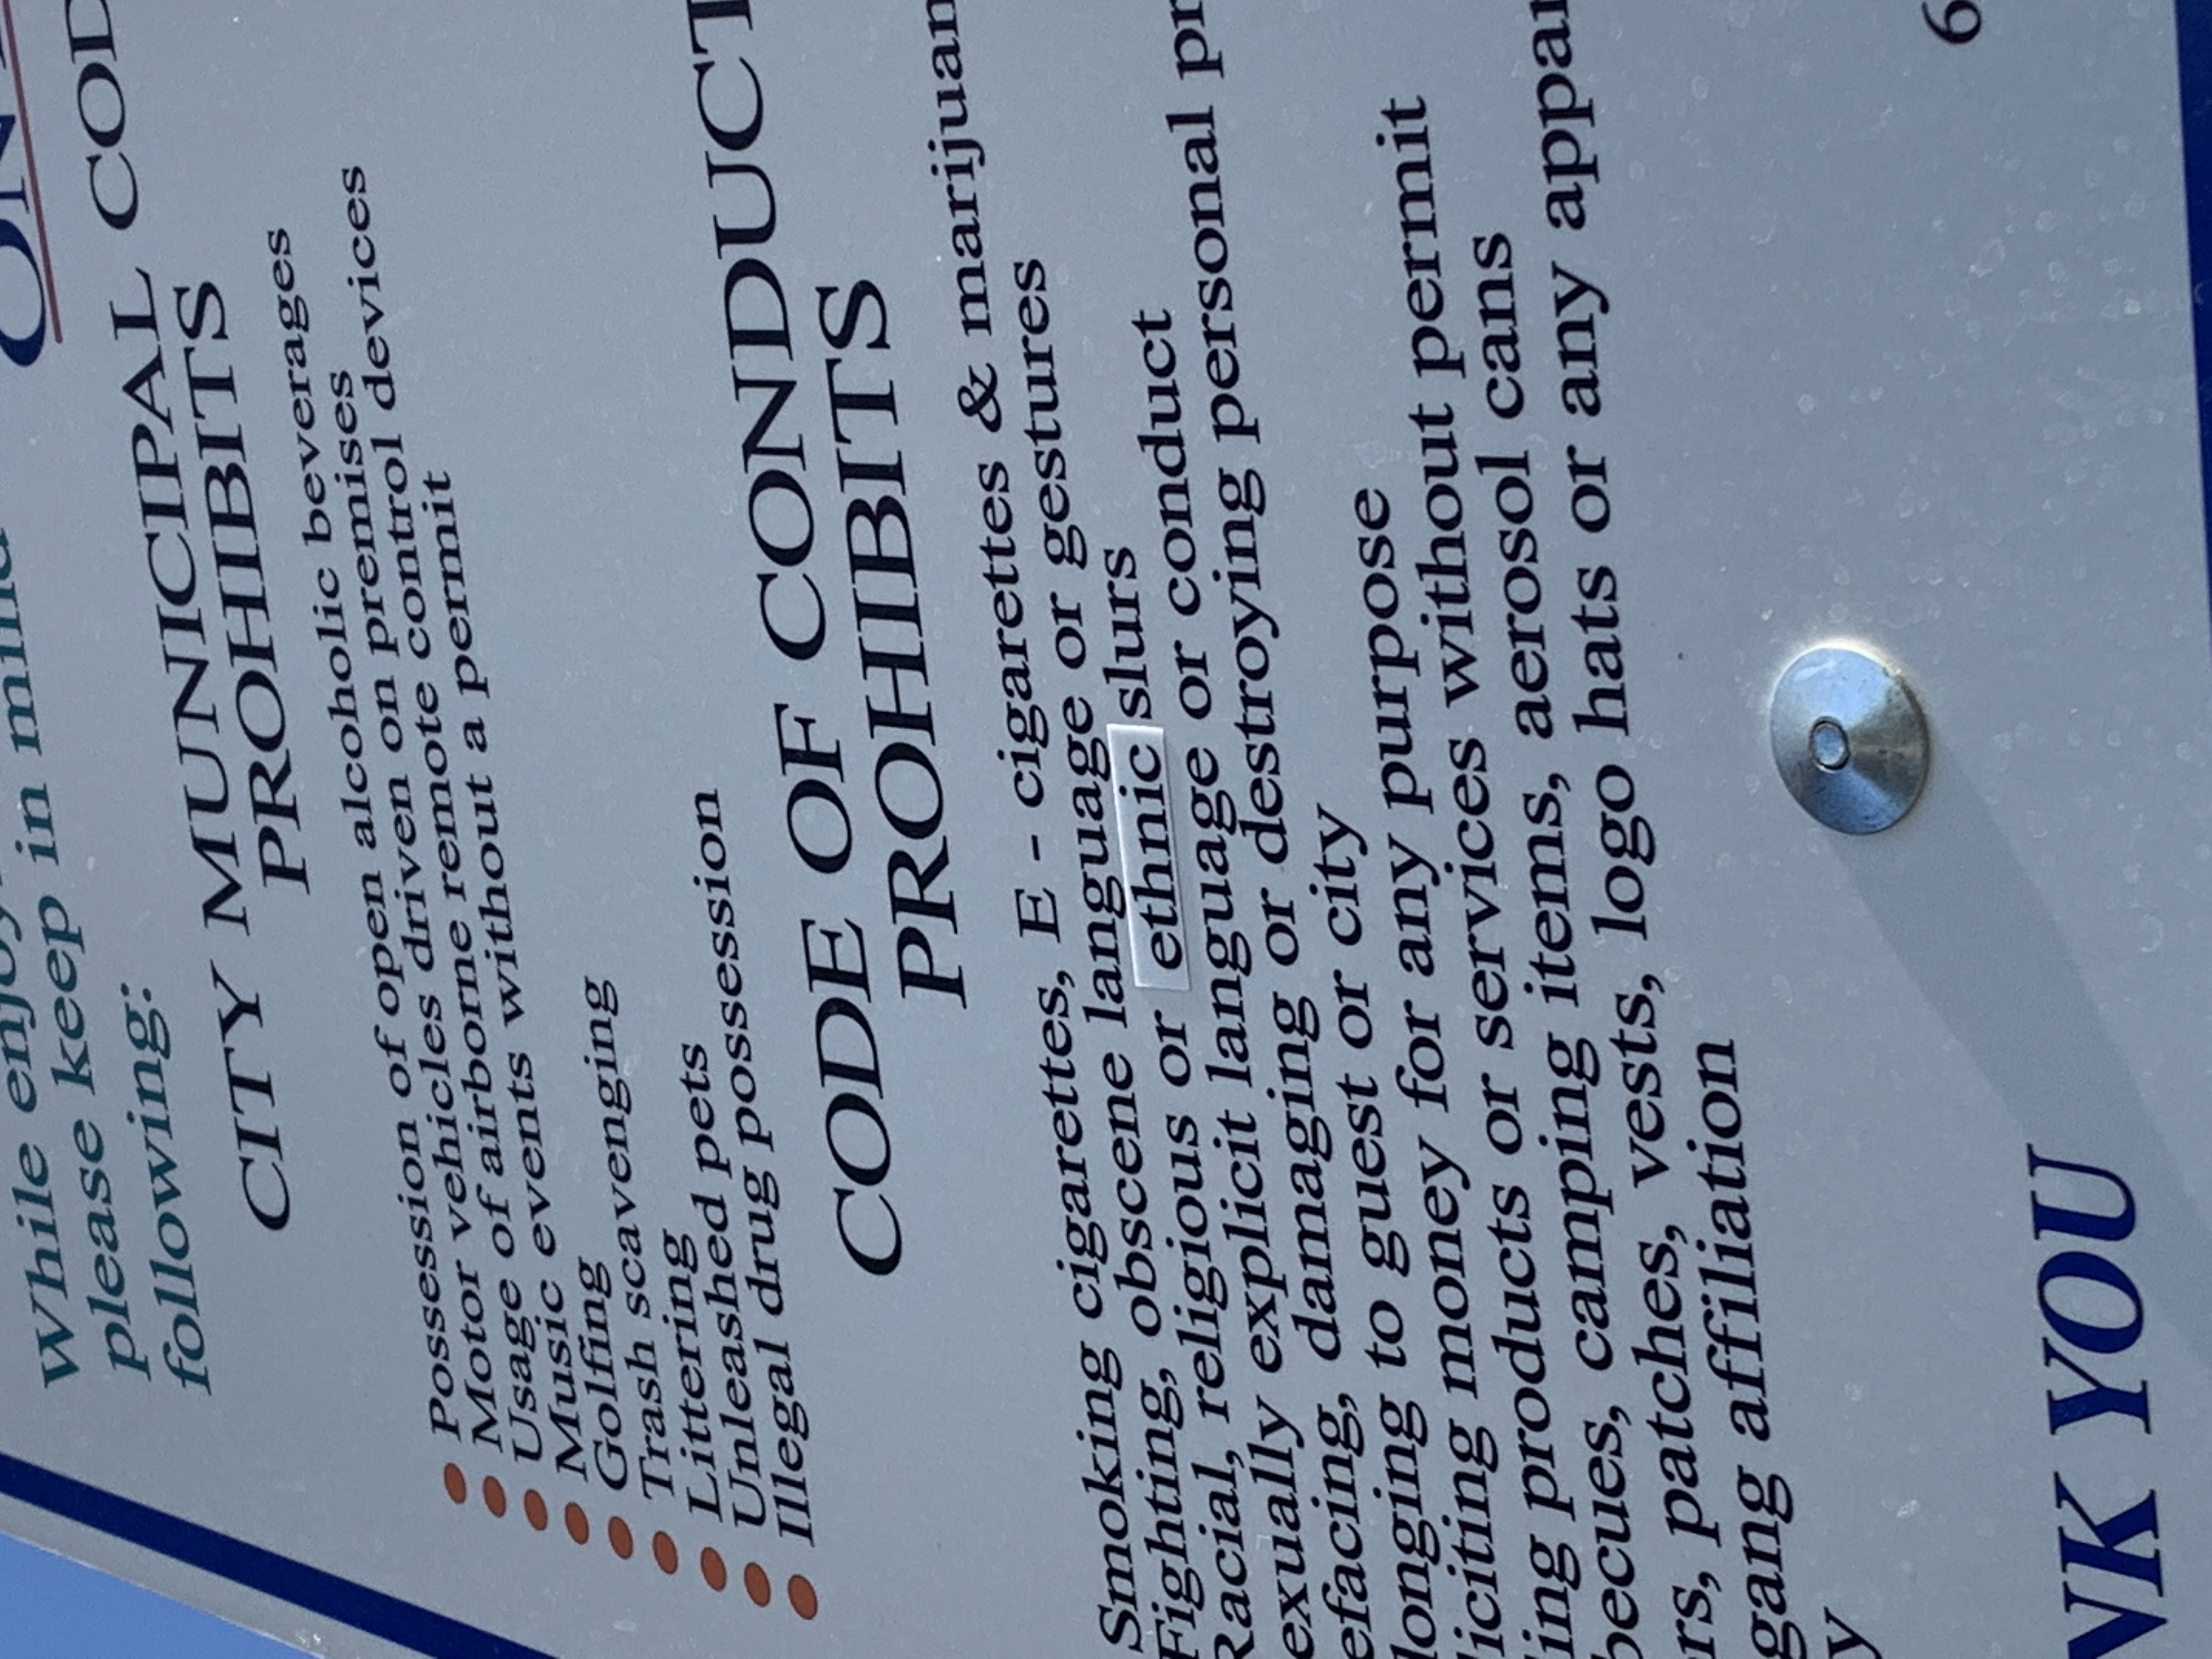 While
please keep in mind
following:
CITY MUNICIPAL COD
PROHIBITS
Possession of open alcoholic beverages
Motor vehicles driven on premises
Usage of airborne remote control devices
Music events without a permit
Golfing
Trash scavenging
Littering
Unleashed pets
Illegal drug possession
CODE OF CONDUCT
PROHIBITS
Smoking cigarettes, E - cigarettes & marijuan
Fighting, obscene language or gestures
Racial, religious or ethnic slurs
exually explicit language or conduct
efacing, damaging or destroying personal pr
longing to guest or city
liciting money for any purpose
ing products or services without permit
becues, camping items, aerosol cans
rs, patches, vests, logo hats or any appar
gang affiliation
y
NK YOU
6